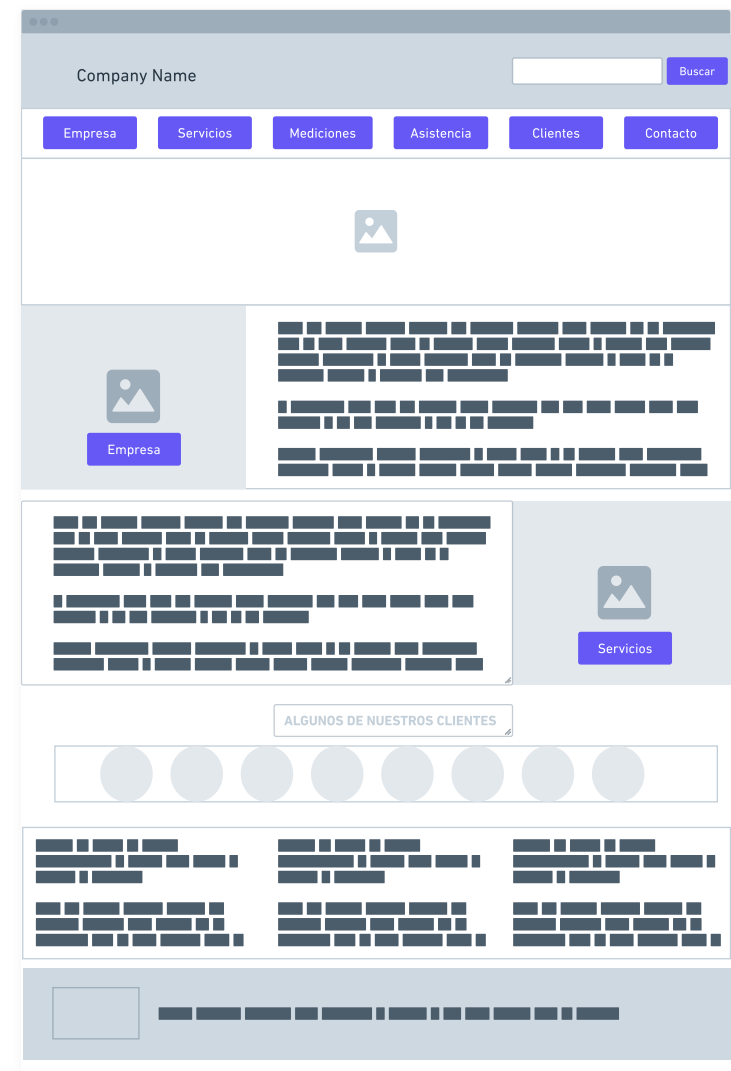 Company Name
Buscar
Empresa
Servicios
Mediciones
Asistencia
Clientes
Contacto
Empresa
Servicios
ALGUNOS DE NUESTROS CLIENTES